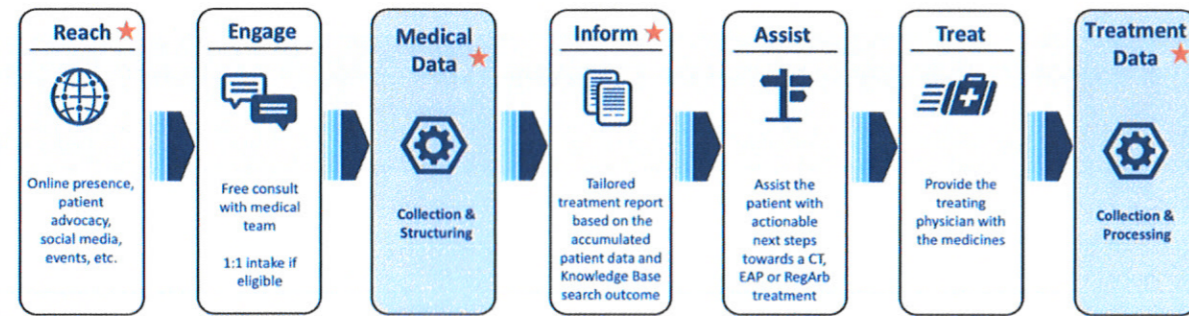 Reach
Online presence,
patient
advocacy,
social media,
events, etc.
Engage
Free consult
with medical
team
1:1 intake if
eligible
Medical
Data
Collection &
Structuring
Inform
Tailored
treatment report
based on the
accumulated
patient data and
Knowledge Base
search outcome
Assist
Assist the
patient with
actionable
next steps
towards a CT,
EAP or RegArb
treatment
Treat
Provide the
treating
physician with
the medicines
Treatment
Data
Collection &
Processing